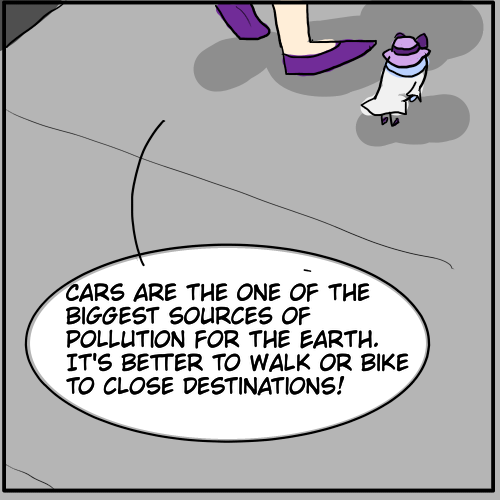 CARS ARE THE ONE OF THE
BIGGEST SOURCES OF
POLLUTION FOR THE EARTH.
IT'S BETTER TO WALK OR BIKE
TO CLOSE DESTINATIONS!